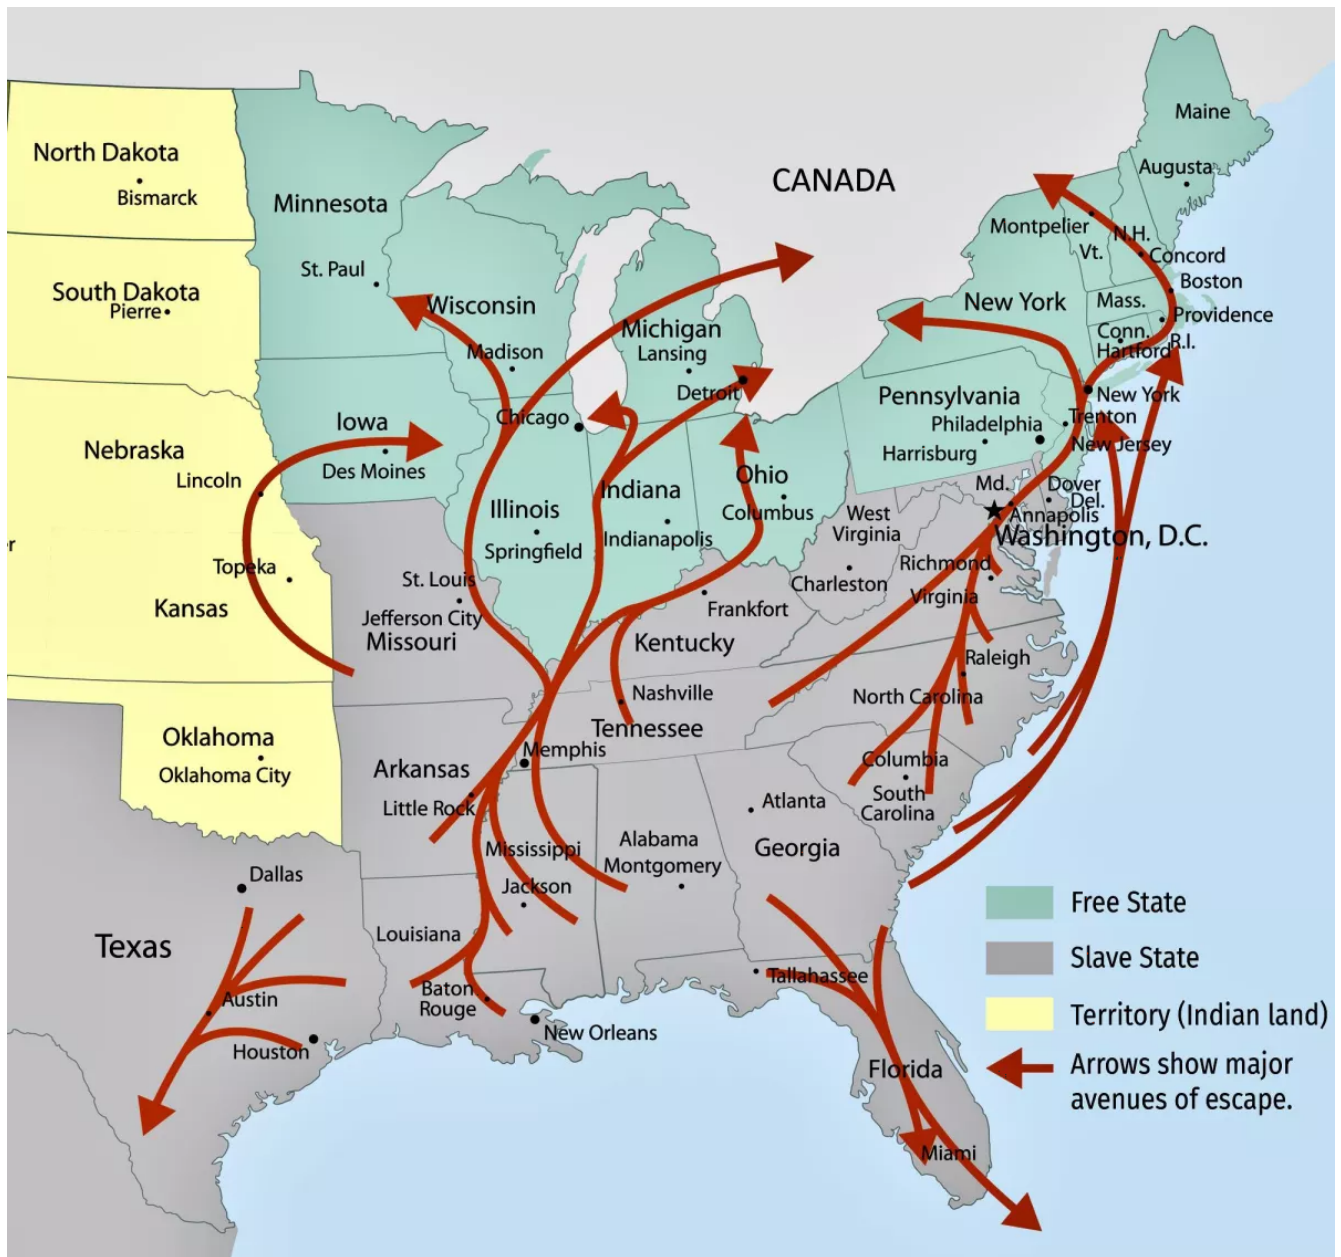 Maine
North Dakota
Augusta
CANADA
Bismarck
Minnesota
Montpelier
N.H.
Vt.
Concord
St. Paul
Boston
South Dakota
Pierre
Wisconsin
New York
Mass.
Providence
Michigan
Conn.
R.I.
Hartford
Madison
Lansing
Detroit
Pennsylvania
New York
Chicago
Iowa
Philadelphia
Trenton
Nebraska
Des Moines
Harrisburg
New Jersey
Lincoln
Ohio
Indiana
Md.
Dover
Del.
Illinois
Columbus
West
Virginia
Annapolis
er
Indianapolis
Washington, D.C.
Springfield
Topeka
St. Louis
Richmond
Charleston
Kansas
Jefferson City
Frankfort
Virginia
Missouri
Kentucky
Raleigh
Nashville
North Carolina
Tennessee
Oklahoma
Memphis
Oklahoma City
Arkansas
Columbia
Little Rock
Atlanta
South
Carolina
Mississippi
Alabama
Georgia
Montgomery
Dallas
Jackson
Free State
Texas
Louisiana
Slave State
Tallahassee
Baton
Rouge
Austin
Territory (Indian land)
New Orleans
Houston
Florida
Arrows show major
avenues of escape.
Miami